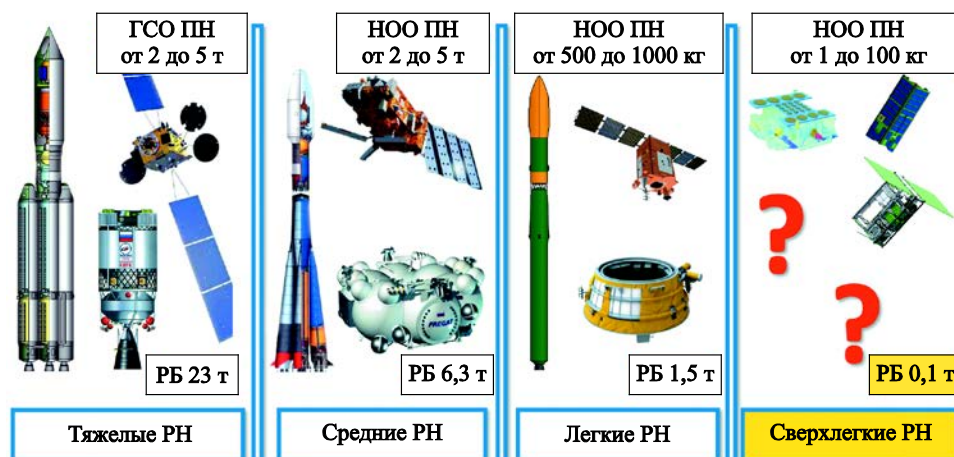 ГСО ПН
от 2 до 5 т
РБ 23 т
Тяжелые РН
НОО ПН
от 2 до 5 т
FREGAT
РБ 6,3 т
Средние РН
НОО ПН
от 500 до 1000 кг
РБ 1,5 т
Легкие РН
НОО ПН
от 1 до 100 кг
?
?
РБ 0,1 т
Сверхлегкие РН